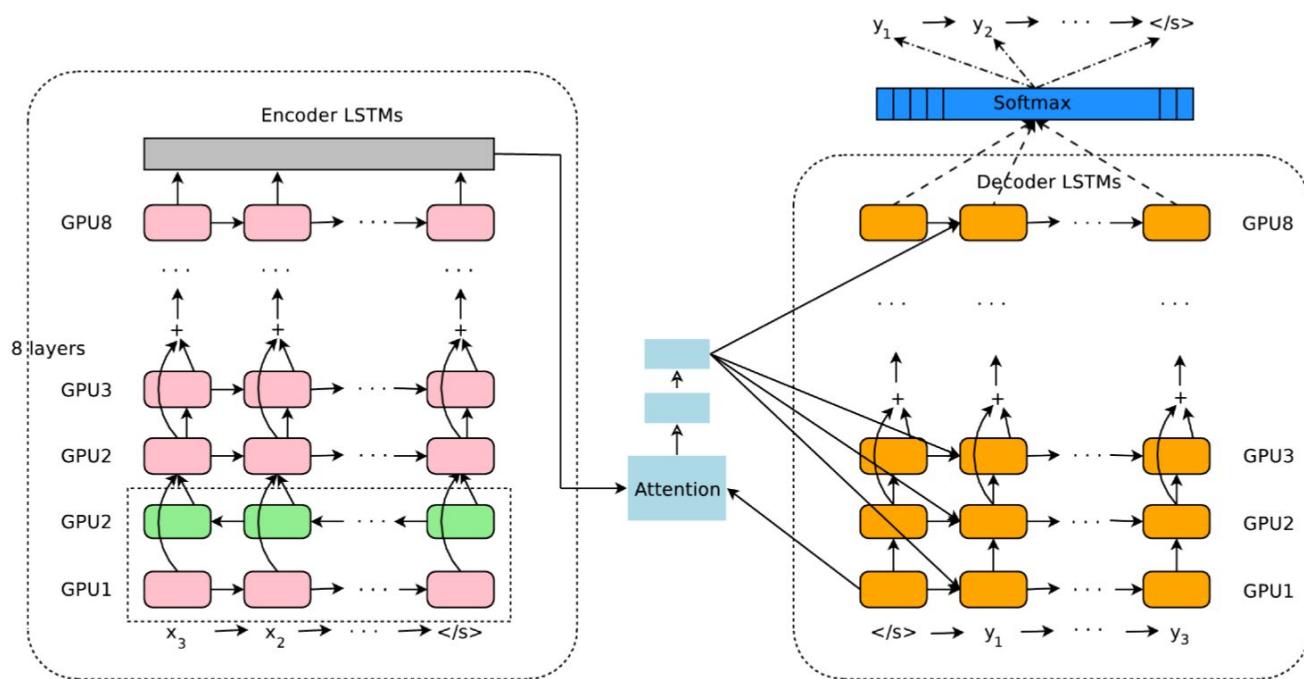 y1 y2 . . . </s>
Softmax
Encoder LSTMs
Decoder LSTMs
GPU8 . . .
. . . GPU8
. . . . . .
. . . . . .
+ + +
8 layers
GPU3 . . .
+ + +
Attention
GPU2 . . .
. . . GPU3
GPU2 . . .
. . . GPU2
GPU1 . . .
. . . GPU1
x3 x2 . . . </s>
</s> y1 . . . y3